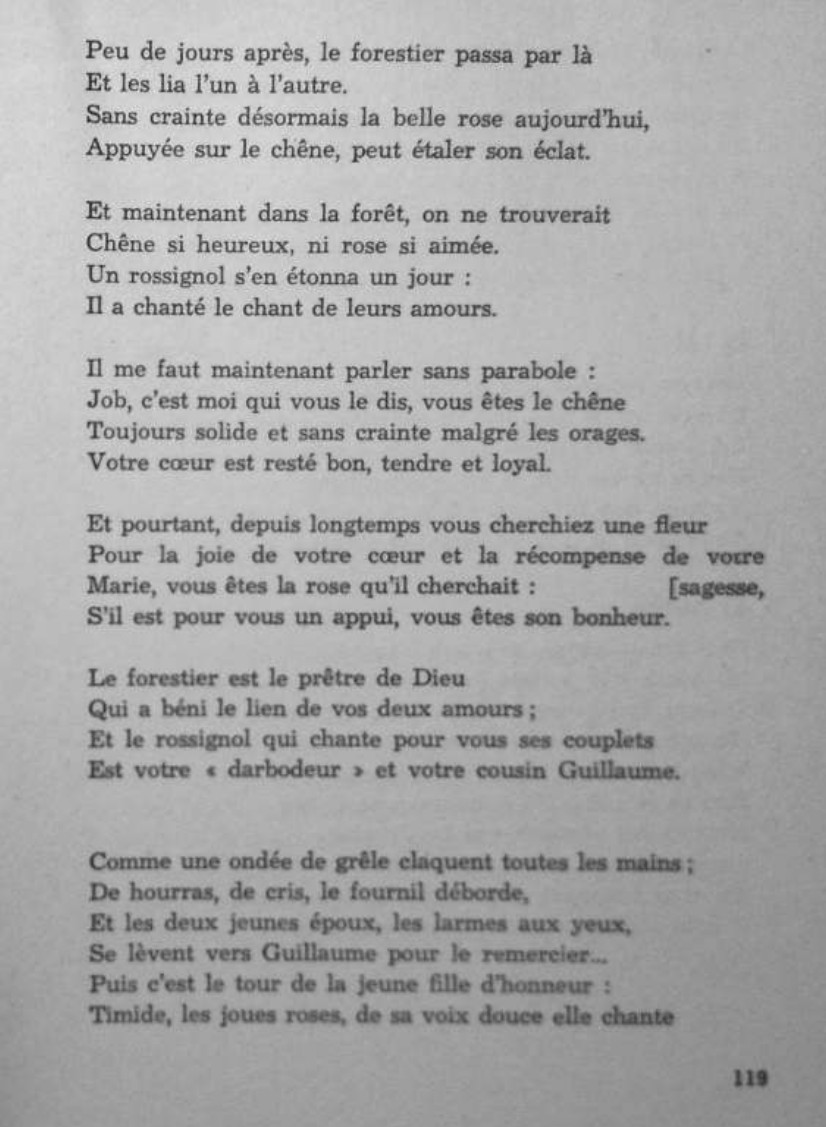 Peu de jours après, le forestier passa par là
Et les lia l'un à l'autre.
Sans crainte désormais la belle rose aujourd'hui,
Appuyée sur le chêne, peut étaler son éclat.

Et maintenant dans la forêt, on ne trouverait
Chêne si heureux, ni rose si aimée.
Un rossignol s'en étonna un jour :
Il a chanté le chant de leurs amours.

Il me faut maintenant parler sans parabole :
Job, c'est moi qui vous le dis, vous êtes le chêne
Toujours solide et sans crainte malgré les orages.
Votre cœur est resté bon, tendre et loyal.

Et pourtant, depuis longtemps vous cherchiez une fleur
Pour la joie de votre cœur et la récompense de votre
Marie, vous êtes la rose qu'il cherchait : [sagesse,
S'il est pour vous un appui, vous êtes son bonheur.

Le forestier est le prêtre de Dieu
Qui a béni le lien de vos deux amours ;
Et le rossignol qui chante pour vous ses couplets
Est votre « darbodeur » et votre cousin Guillaume.

Comme une ondée de grêle claquent toutes les mains ;
De hourras, de cris, le fournil déborde,
Et les deux jeunes époux, les larmes aux yeux,
Se lèvent vers Guillaume pour le remercier...
Puis c'est le tour de la jeune fille d'honneur :
Timide, les joues roses, de sa voix douce elle chante

119